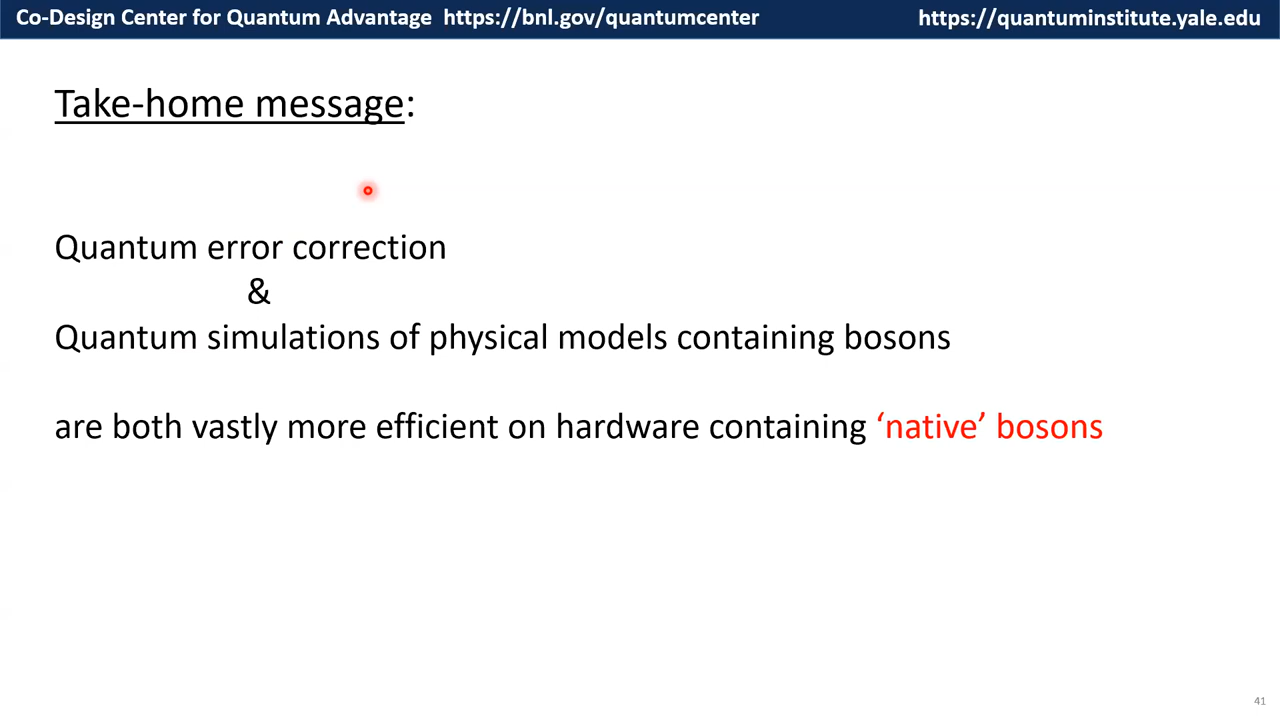 Co-Design Center for Quantum Advantage https://bnl.gov/quantumcenter https://quantuminstitute.yale.edu
Take-home message:
Quantum error correction
&
Quantum simulations of physical models containing bosons
are both vastly more efficient on hardware containing ‘native’ bosons
41